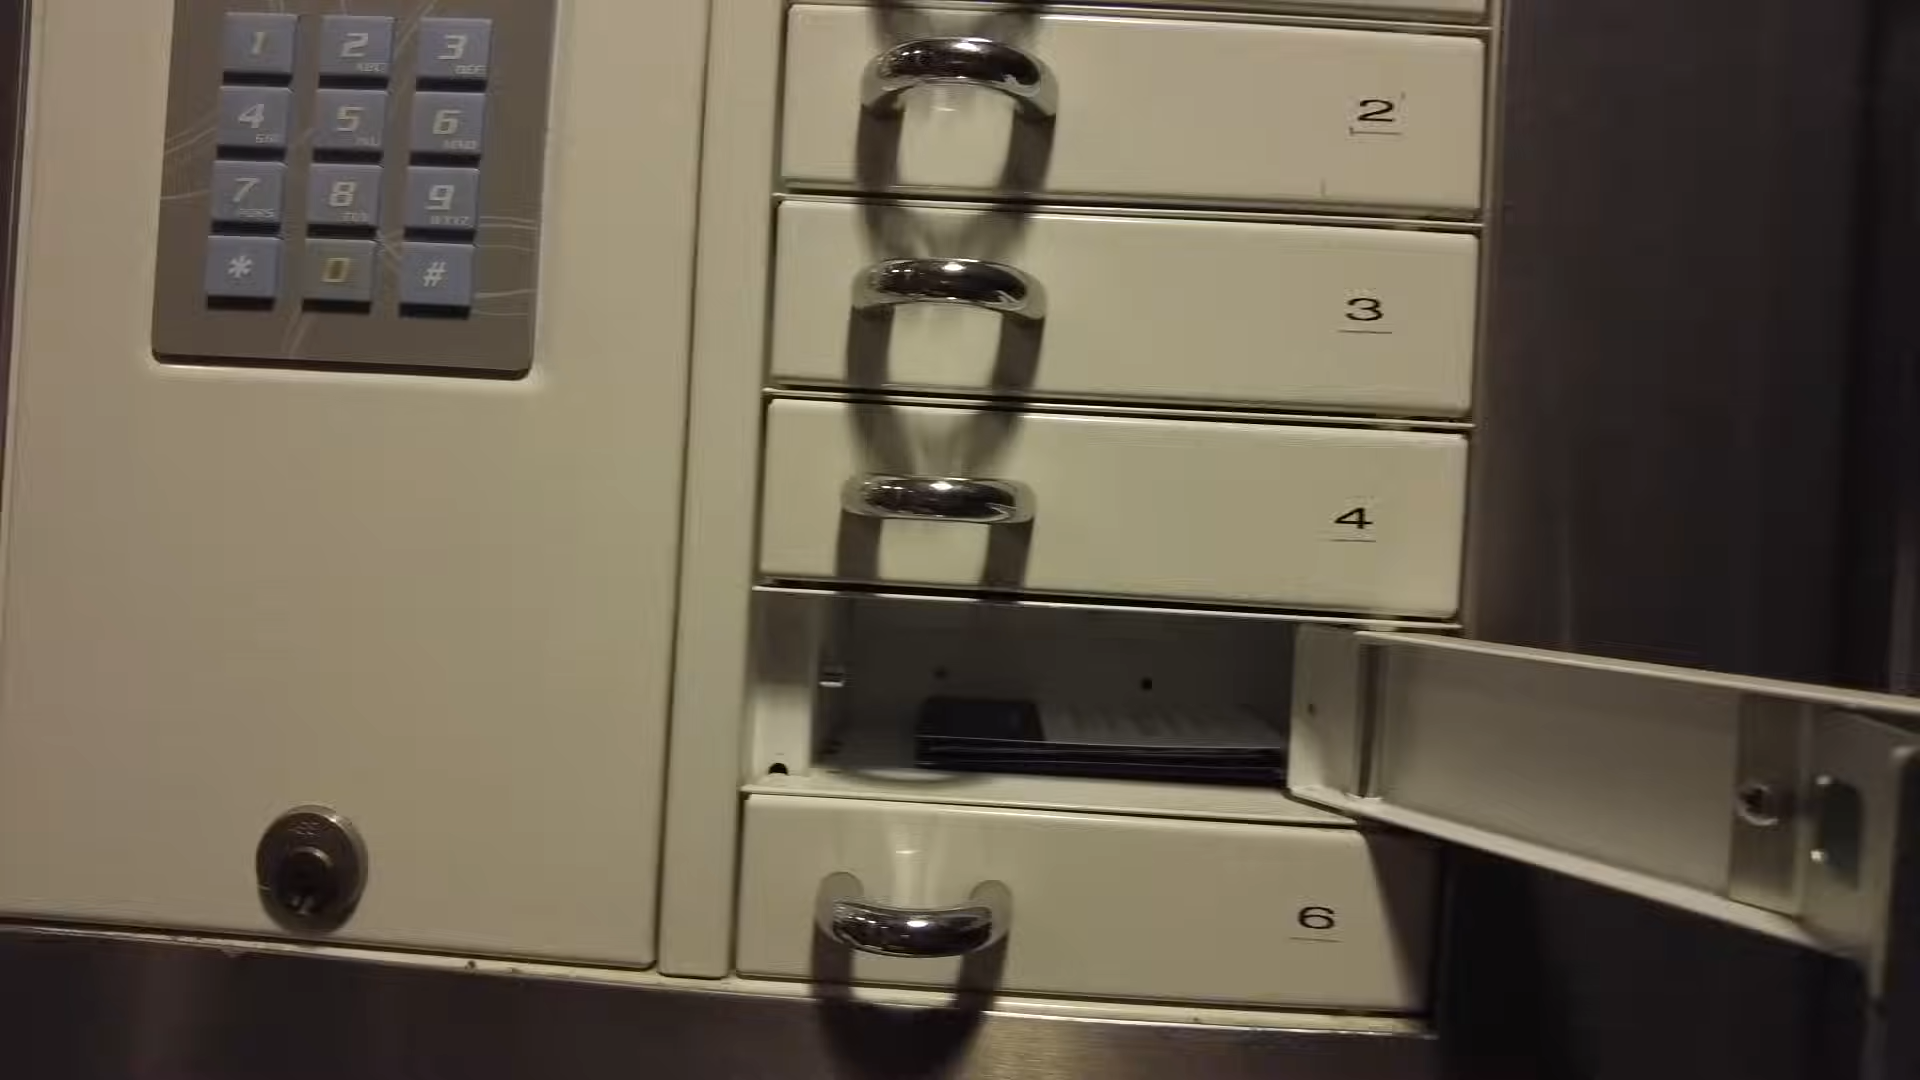 1 2 ABC 3 DEF
4 GHI 5 JKL 6 MNO
7 PQRS 8 TUV 9 WXYZ
* 0 #
2
3
4
6